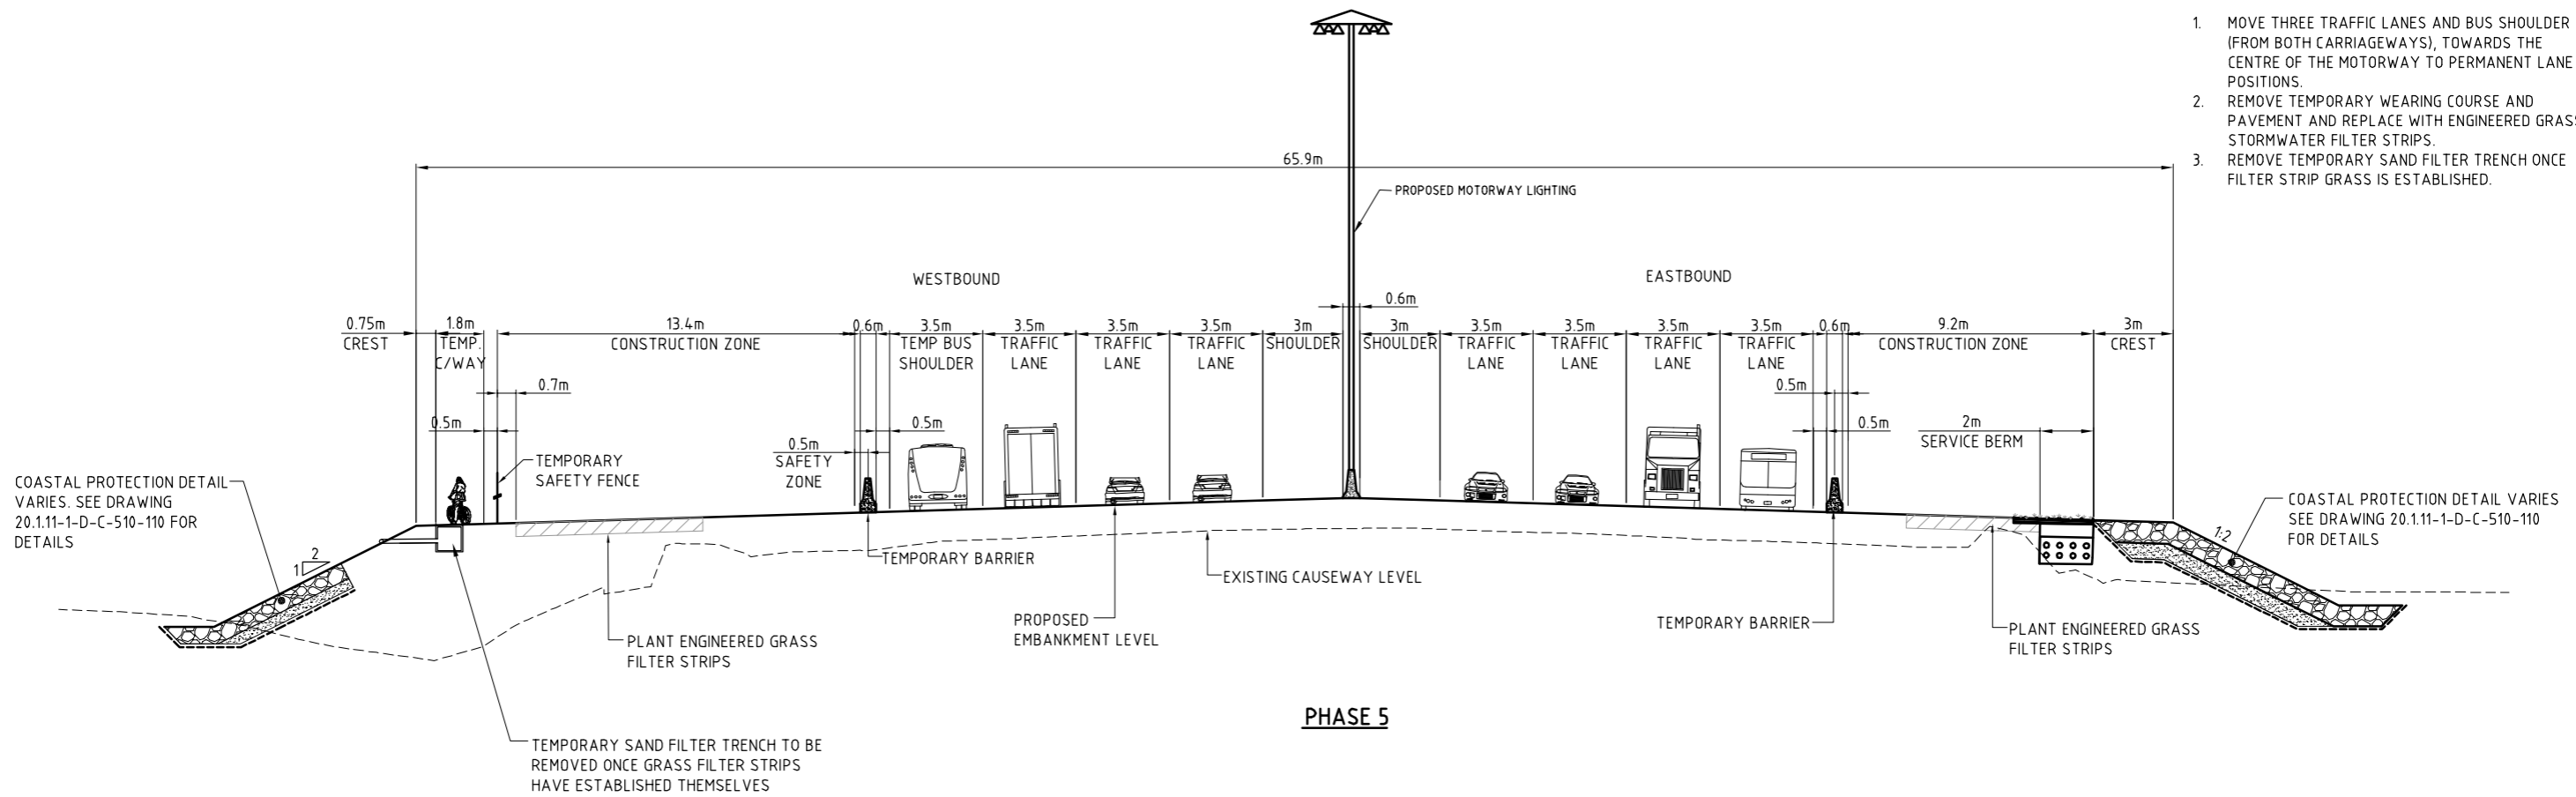 1. MOVE THREE TRAFFIC LANES AND BUS SHOULDER
(FROM BOTH CARRIAGEWAYS), TOWARDS THE
CENTRE OF THE MOTORWAY TO PERMANENT LANE
POSITIONS.
2. REMOVE TEMPORARY WEARING COURSE AND
PAVEMENT AND REPLACE WITH ENGINEERED GRASS
STORMWATER FILTER STRIPS.
3. REMOVE TEMPORARY SAND FILTER TRENCH ONCE
FILTER STRIP GRASS IS ESTABLISHED.
65.9m
PROPOSED MOTORWAY LIGHTING
WESTBOUND
EASTBOUND
0.6m
0.75m
CREST
1.8m
TEMP.
C/WAY
13.4m
CONSTRUCTION ZONE
0.6m
3.5m
TEMP BUS
SHOULDER
3.5m
TRAFFIC
LANE
3.5m
TRAFFIC
LANE
3.5m
TRAFFIC
LANE
3m
SHOULDER
3m
SHOULDER
3.5m
TRAFFIC
LANE
3.5m
TRAFFIC
LANE
3.5m
TRAFFIC
LANE
3.5m
TRAFFIC
LANE
0.6m
9.2m
CONSTRUCTION ZONE
3m
CREST
0.7m
0.5m
0.5m
0.5m
SAFETY
ZONE
0.5m
0.5m
2m
SERVICE BERM
TEMPORARY
SAFETY FENCE
COASTAL PROTECTION DETAIL
VARIES. SEE DRAWING
20.1.11-1-D-C-510-110 FOR
DETAILS
2
1
COASTAL PROTECTION DETAIL VARIES
SEE DRAWING 20.1.11-1-D-C-510-110
FOR DETAILS
1:2
TEMPORARY BARRIER
EXISTING CAUSEWAY LEVEL
PROPOSED
EMBANKMENT LEVEL
TEMPORARY BARRIER
PLANT ENGINEERED GRASS
FILTER STRIPS
PLANT ENGINEERED GRASS
FILTER STRIPS
PHASE 5
TEMPORARY SAND FILTER TRENCH TO BE
REMOVED ONCE GRASS FILTER STRIPS
HAVE ESTABLISHED THEMSELVES